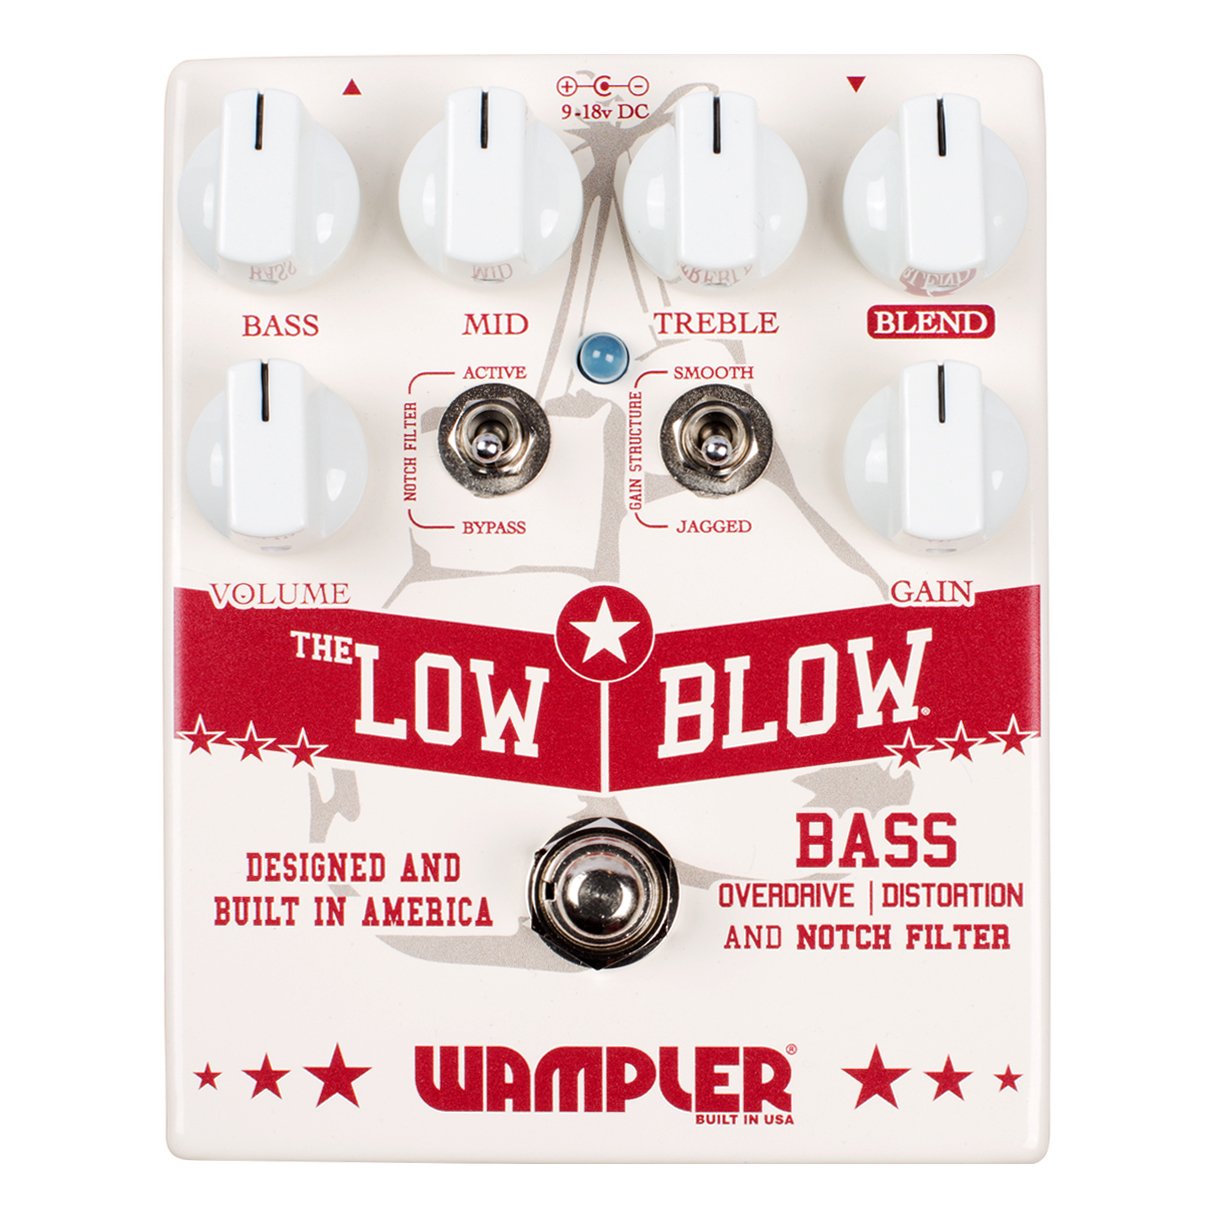 9-18v DC
BASS
MID
TREBLE
BLEND
ACTIVE
NOTCH FILTER
BYPASS
SMOOTH
GAIN STRUCTURE
JAGGED
VOLUME
GAIN
THE LOW BLOW®
DESIGNED AND
BUILT IN AMERICA
BASS
OVERDRIVE | DISTORTION
AND NOTCH FILTER
WAMPLER®
BUILT IN USA